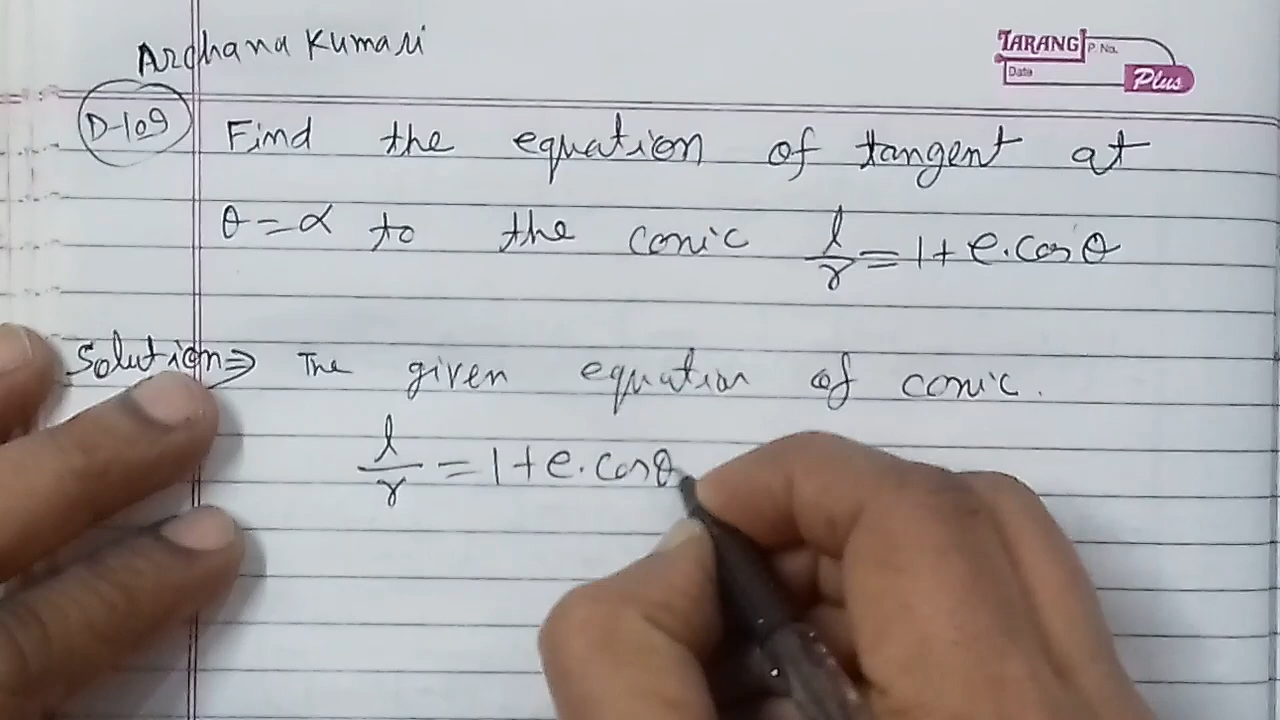 Archana Kumari
TARANG P. No.
Date Plus
D-109 Find the equation of tangent at
θ=α to the conic l/r = 1+e.cosθ
Solution⇒ The given equation of conic.
l/r = 1+e.cosθ